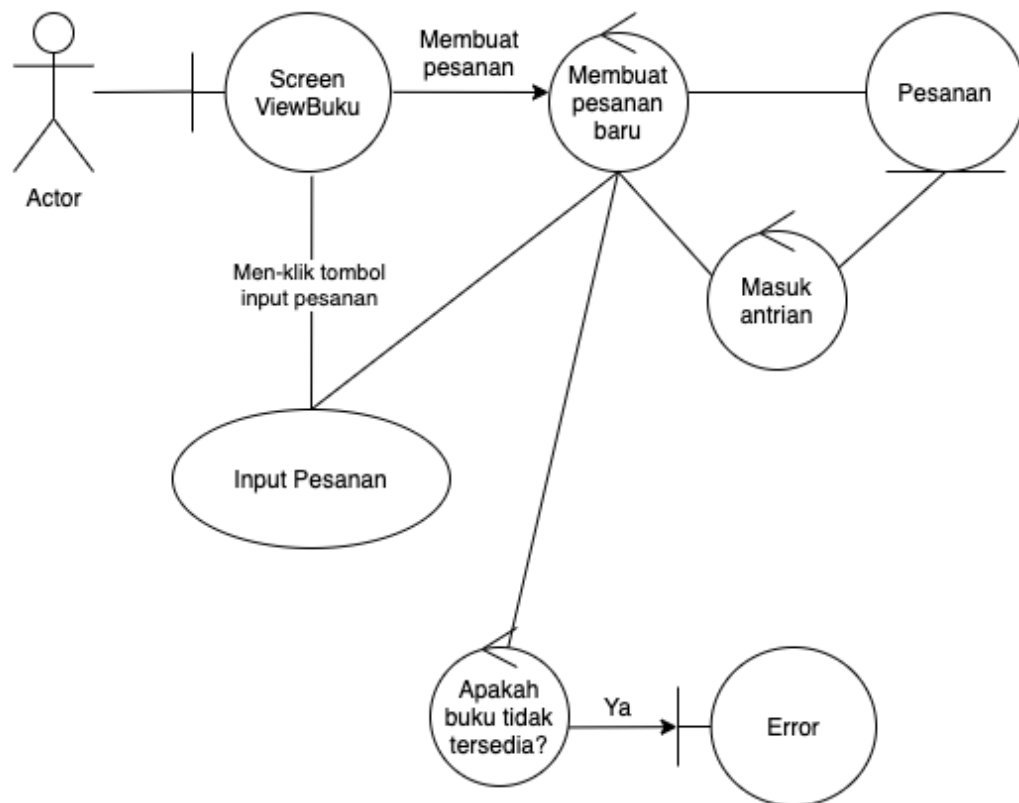 Actor
Screen
ViewBuku
Membuat
pesanan
Membuat
pesanan
baru
Pesanan
Men-klik tombol
input pesanan
Masuk
antrian
Input Pesanan
Apakah
buku tidak
tersedia?
Ya
Error